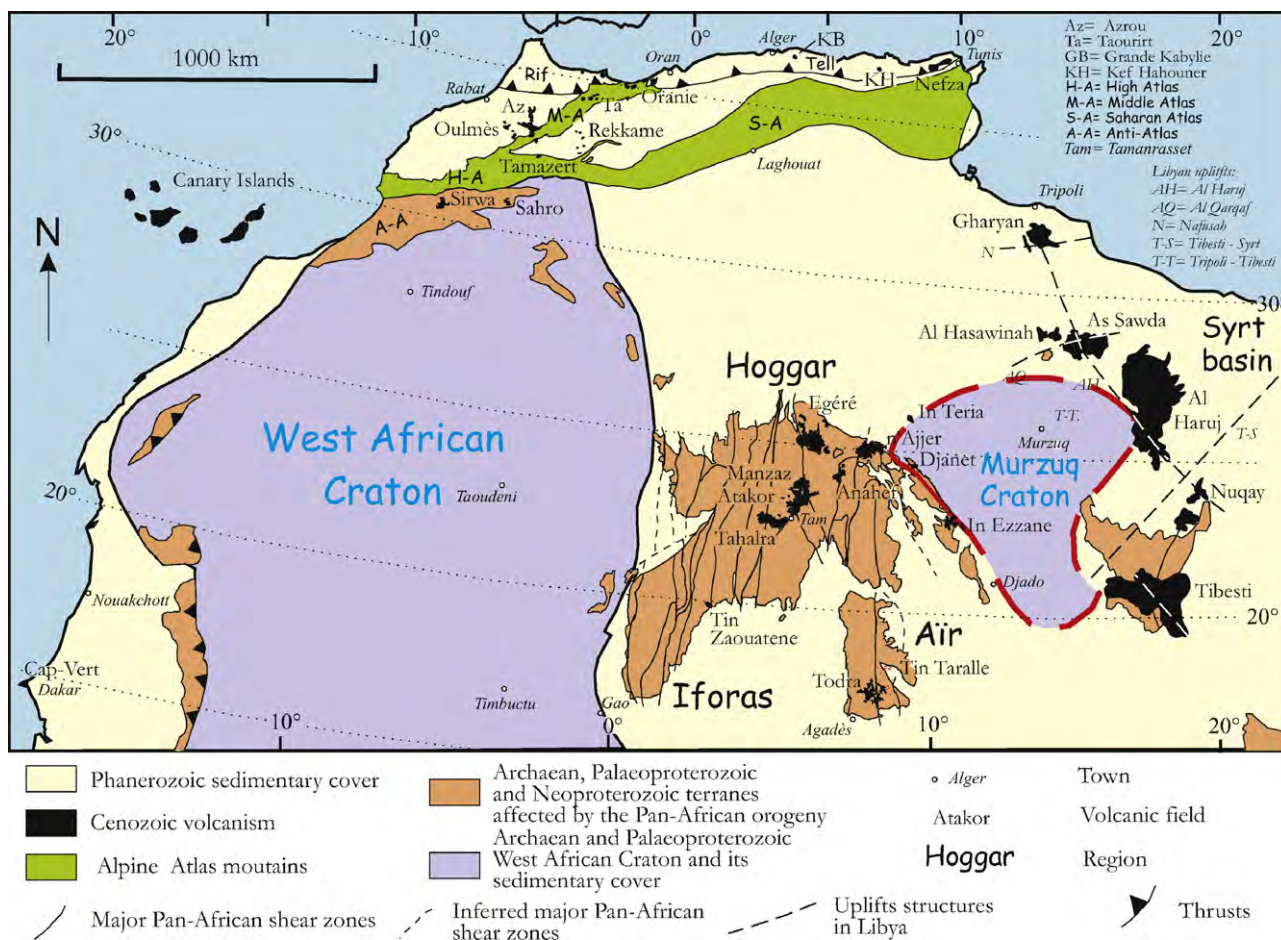 20°
10°
0°
10°
20°
1000 km
Alger
KB
Oran
Tell
Tunis
Rif
KH
Nefza
Rabat
Ta
Oranie
Az
M-A
Oulmès
Rekkame
S-A
30°
Tamazert
Laghouat
Canary Islands
H-A
Sirwa
Sahro
A-A
N
Tindouf
Az= Azrou
Ta= Taourirt
GB= Grande Kabylie
KH= Kef Hahouner
H-A= High Atlas
M-A= Middle Atlas
S-A= Saharan Atlas
A-A= Anti-Atlas
Tam= Tamanrasset
Libyan uplitfis:
AH= Al Haruj
AQ= Al Qarqaf
N= Nafusah
T-S= Tibesti - Syrt
T-T= Tripoli - Tibesti
Tripoli
Gharyan
N
30°
Al Hasawinah
As Sawda
Syrt
basin
AQ
AH
Al
Haruj
T-T.
T-S
Murzuq
Hoggar
Egéré
In Teria
Ajjer
Djanèt
Murzuq
Craton
Nuqay
West African
Craton
Taoudeni
Manzaz
Atakor
Anahef
Tam
Tahalra
In Ezzane
Djado
Tibesti
20°
20°
Nouakchott
Tin
Zaouatene
Aïr
Tin Taralle
Cap-Vert
Dakar
Timbuctu
Gao
Iforas
Todra
Agadès
10°
0°
10°
20°
Phanerozoic sedimentary cover
Cenozoic volcanism
Alpine Atlas moutains
Major Pan-African shear zones
Archaean, Palaeoproterozoic
and Neoproterozoic terranes
affected by the Pan-African orogeny
Archaean and Palaeoproterozoic
West African Craton and its
sedimentary cover
Inferred major Pan-African
shear zones
Uplifts structures
in Libya
Alger
Town
Atakor
Volcanic field
Hoggar
Region
Thrusts